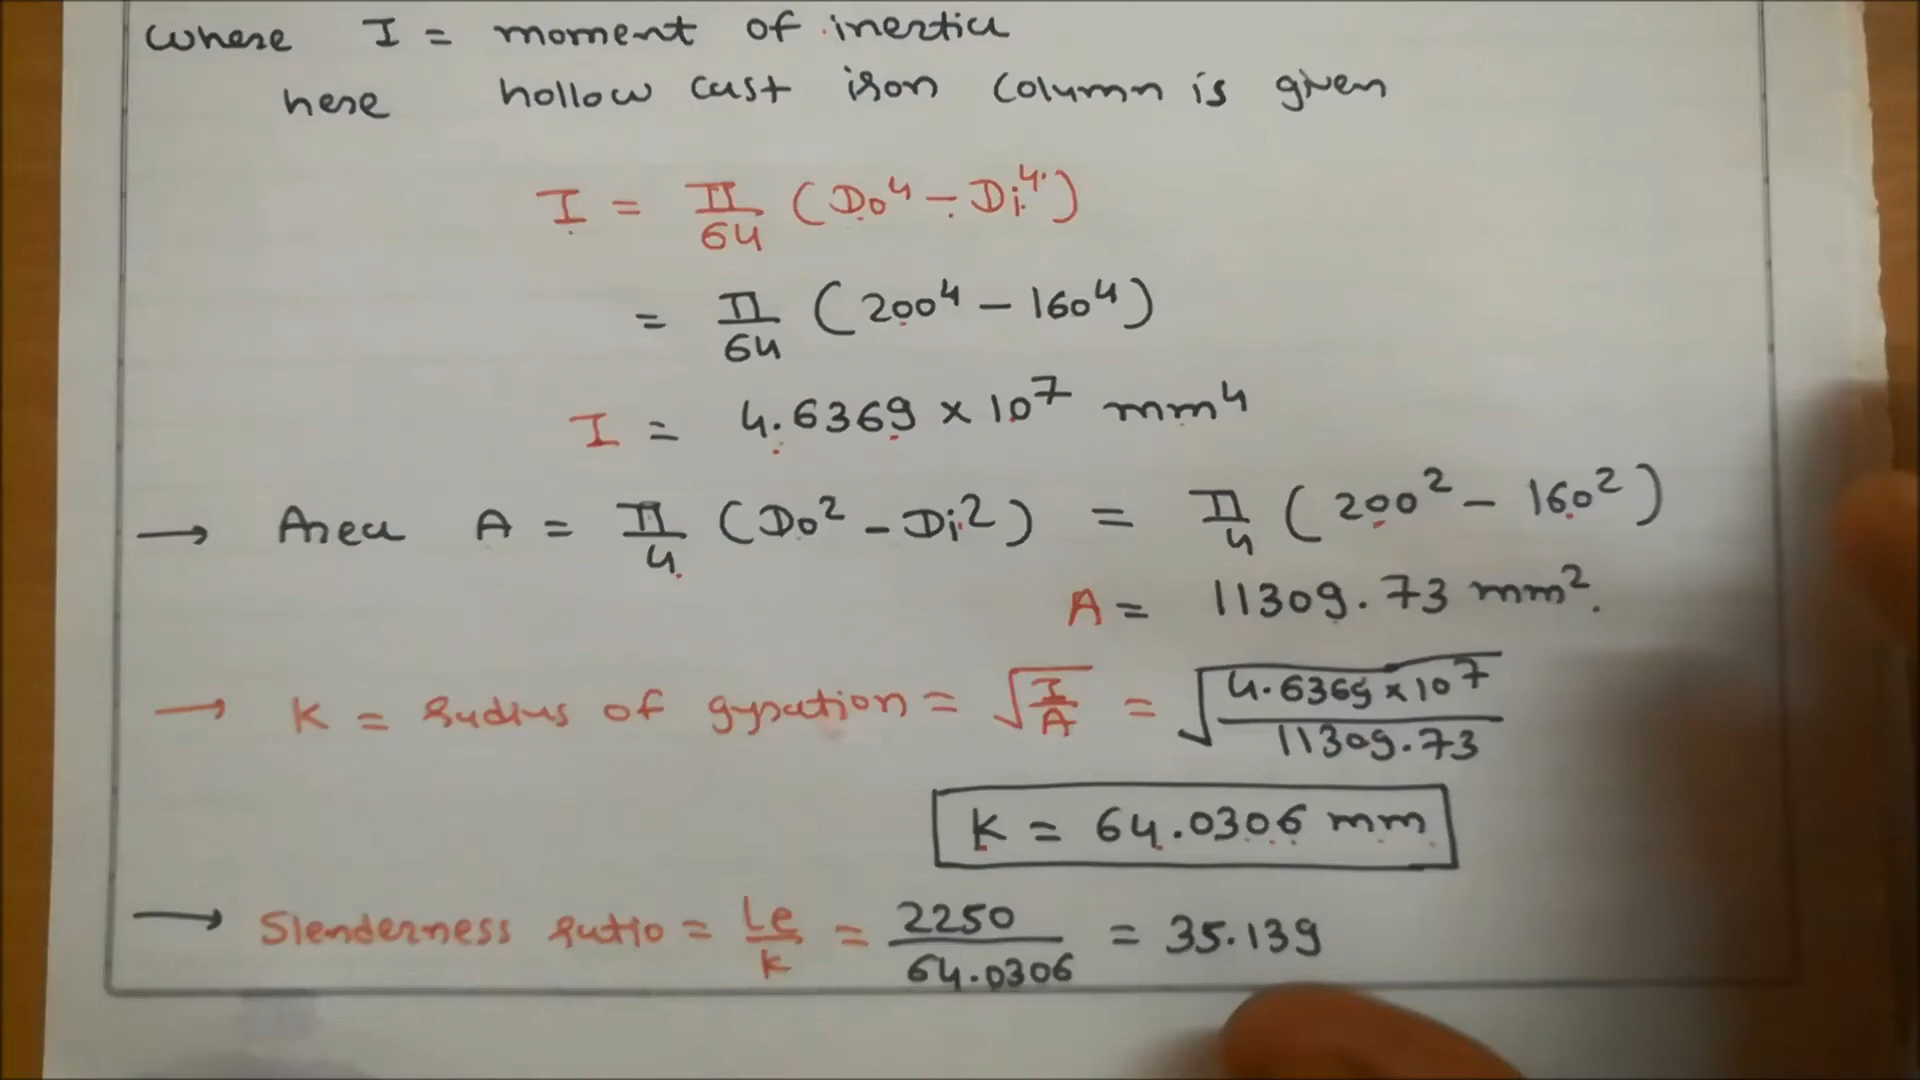 where I = moment of inertia
here hollow cast iron column is given
I = π/64 (Do⁴ - Di⁴)
= π/64 (200⁴ - 160⁴)
I = 4.6369 × 10⁷ mm⁴
→ Area A = π/4 (Do² - Di²) = π/4 (200² - 160²)
A = 11309.73 mm².
→ K = Radius of gyration = √(I/A) = √(4.6369 × 10⁷/11309.73)
K = 64.0306 mm
→ Slenderness ratio = Le/K = 2250/64.0306 = 35.139